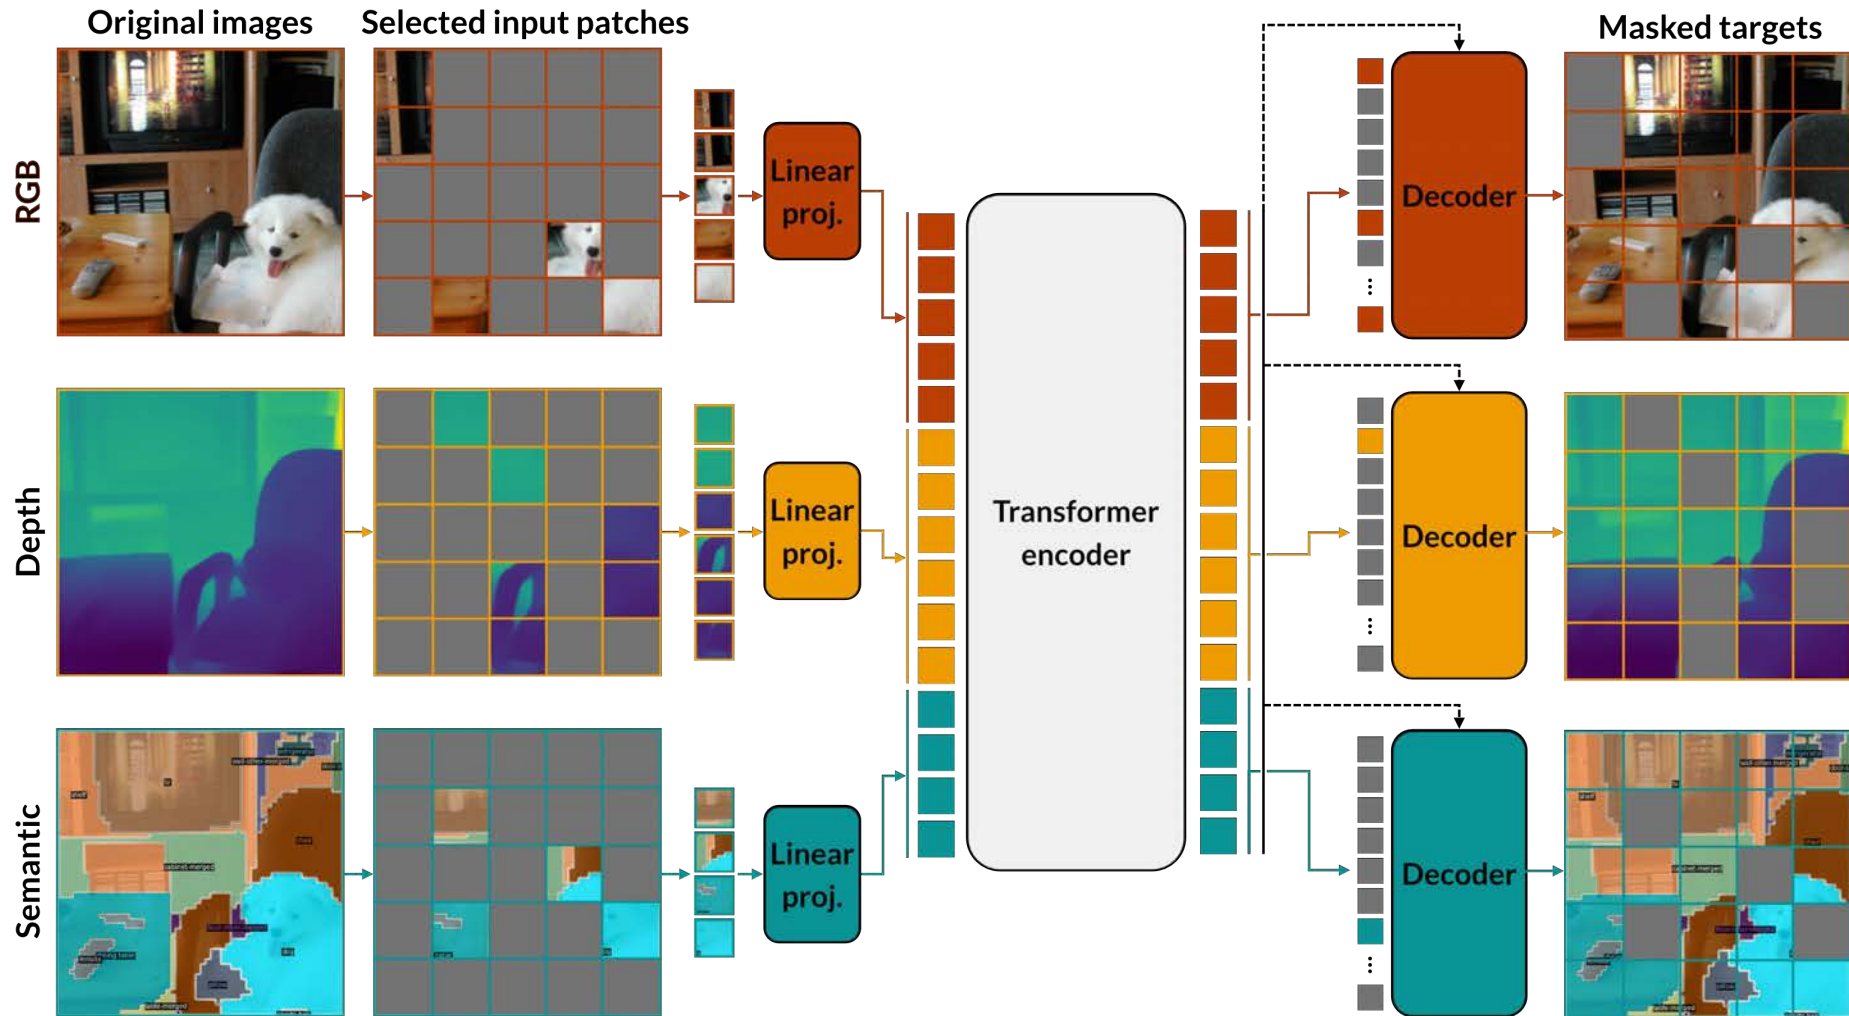 Original images
Selected input patches
Masked targets
RGB
Linear
proj.
Decoder
Depth
Linear
proj.
Transformer
encoder
Decoder
Semantic
Linear
proj.
Decoder